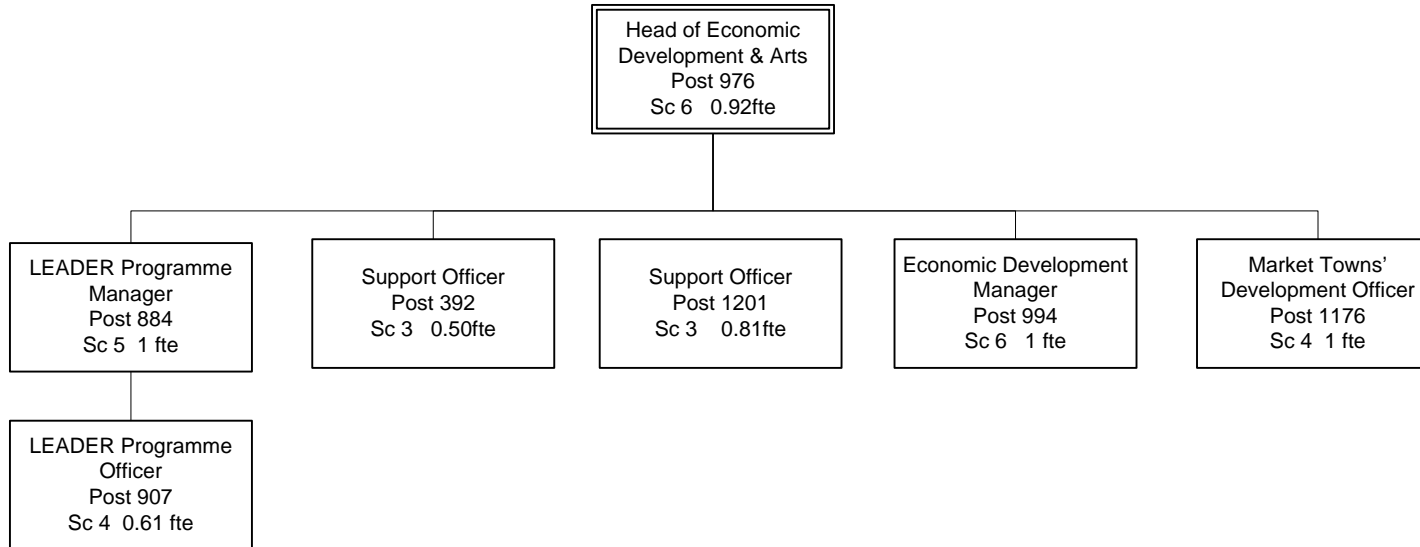 Head of Economic
Development & Arts
Post 976
Sc 6 0.92fte
LEADER Programme
Manager
Post 884
Sc 5 1 fte
Support Officer
Post 392
Sc 3 0.50fte
Support Officer
Post 1201
Sc 3 0.81fte
Economic Development
Manager
Post 994
Sc 6 1 fte
Market Towns’
Development Officer
Post 1176
Sc 4 1 fte
LEADER Programme
Officer
Post 907
Sc 4 0.61 fte